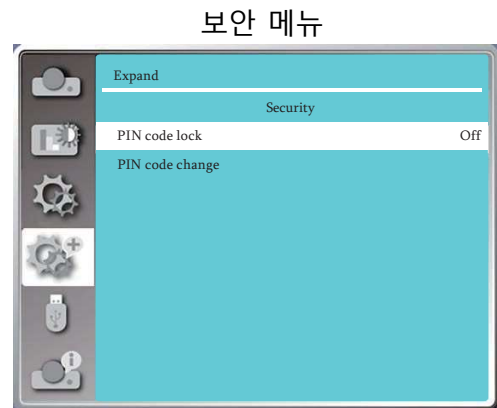 보안 메뉴
Expand
Security
PIN code lock Off
PIN code change